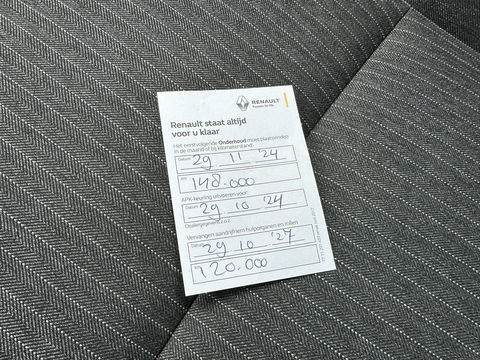 RENAULT
Renault staat altijd
voor u klaar
Het eerstvolgende Onderhoud moet plaatsvinden
in de maand of bij kilometerstand:
Datum 29 11 '24
148.000
APK-keuring uitvoeren voor:
29 10 '24
Vervangen aandrijfriem hulporganen en rollen
Datum 29 10 '27
120.000